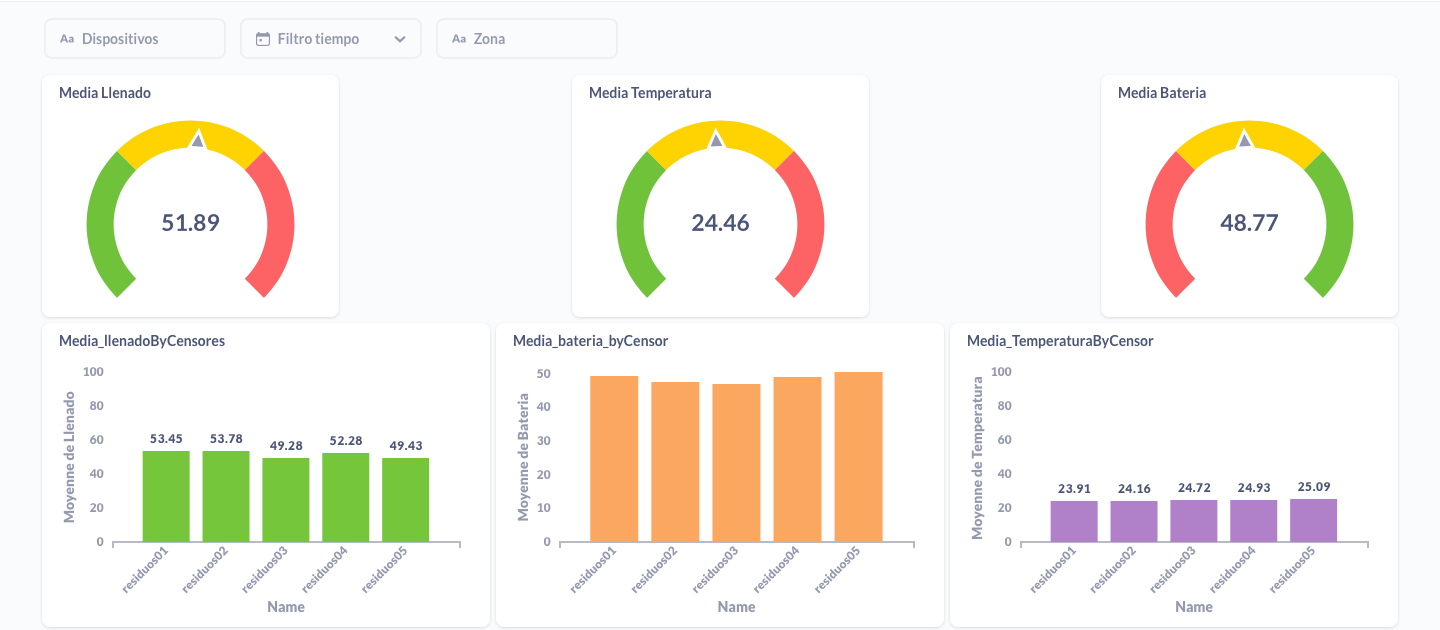 Aa Dispositivos
Filtro tiempo
Aa Zona
Media Llenado
51.89
Media Temperatura
24.46
Media Bateria
48.77
Media_llenadoByCensores
Moyenne de Llenado
100
80
60
40
20
0
53.45
53.78
49.28
52.28
49.43
residuos01
residuos02
residuos03
residuos04
residuos05
Name
Media_bateria_byCensor
Moyenne de Bateria
50
40
30
20
10
0
residuos01
residuos02
residuos03
residuos04
residuos05
Name
Media_TemperaturaByCensor
Moyenne de Temperatura
100
80
60
40
20
0
23.91
24.16
24.72
24.93
25.09
residuos01
residuos02
residuos03
residuos04
residuos05
Name